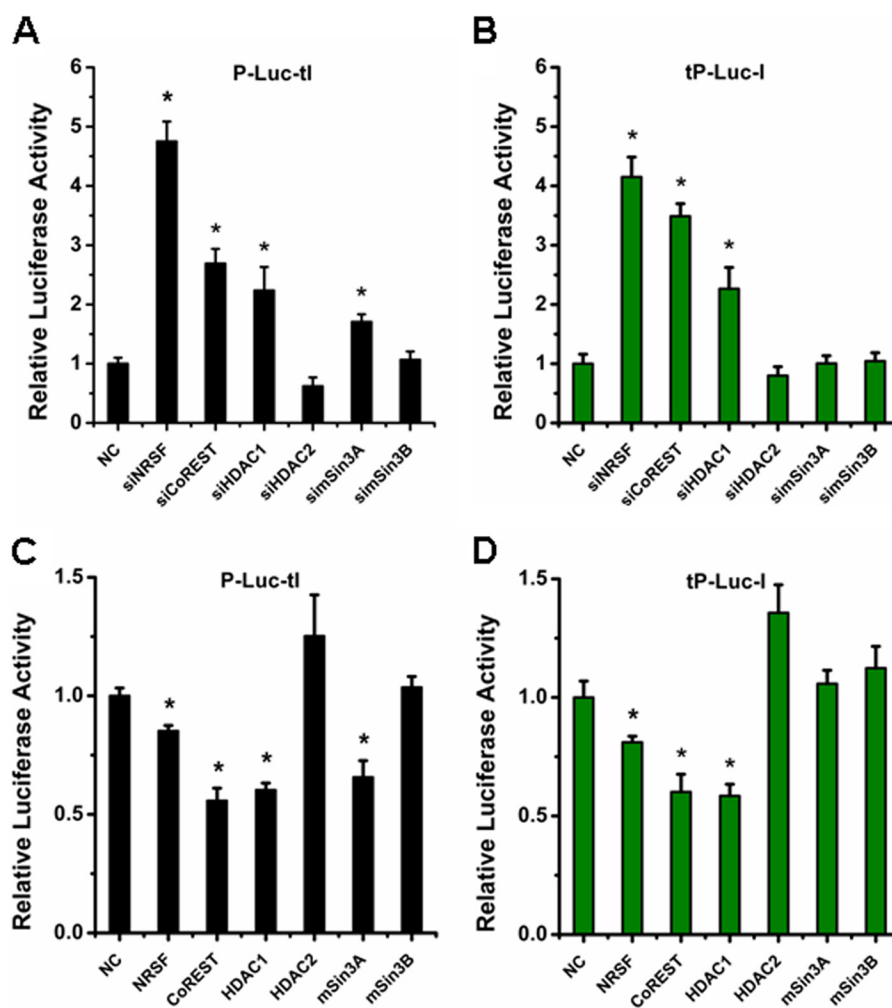 A
P-Luc-tI
Relative Luciferase Activity
6
5
4
3
2
1
0
*
*
*
*
NC
siNRSF
siCoREST
siHDAC1
siHDAC2
simSin3A
simSin3B
B
tP-Luc-I
Relative Luciferase Activity
6
5
4
3
2
1
0
*
*
*
NC
siNRSF
siCoREST
siHDAC1
siHDAC2
simSin3A
simSin3B
C
P-Luc-tI
Relative Luciferase Activity
1.5
1.0
0.5
0.0
*
*
*
*
NC
NRSF
CoREST
HDAC1
HDAC2
mSin3A
mSin3B
D
tP-Luc-I
Relative Luciferase Activity
1.5
1.0
0.5
0.0
*
*
*
NC
NRSF
CoREST
HDAC1
HDAC2
mSin3A
mSin3B